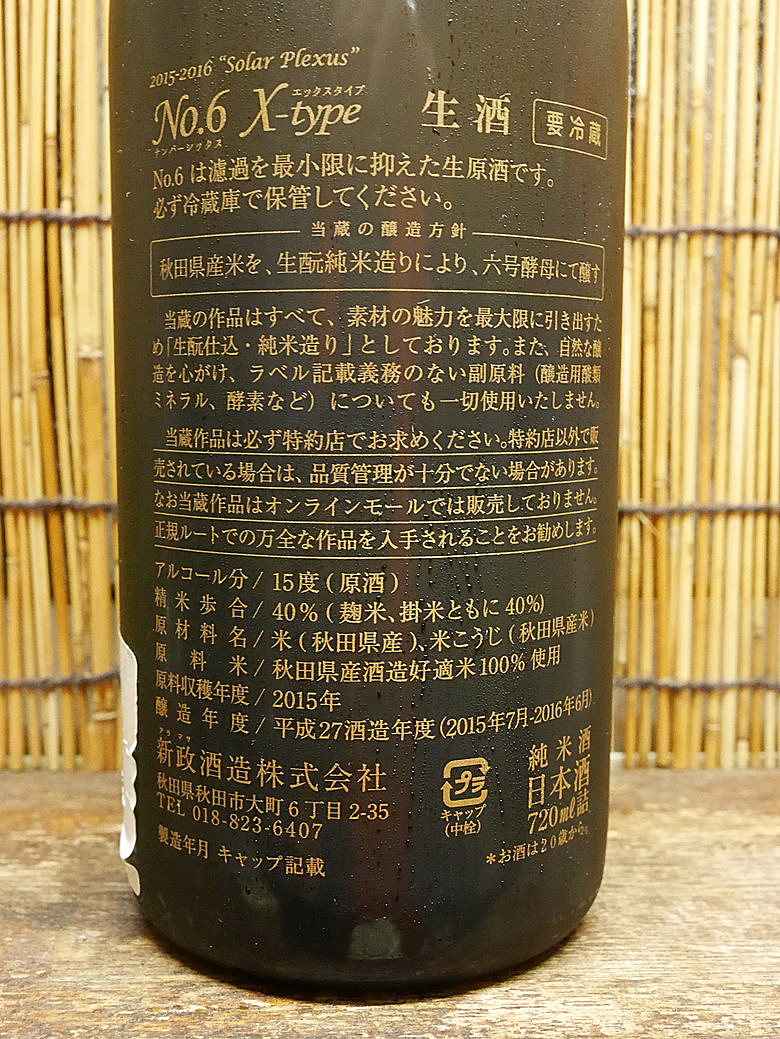 2015-2016 “Solar Plexus”
エックスタイプ
No.6 X-type 生酒 要冷蔵
ナンバーシックス
No.6 は濾過を最小限に抑えた生原酒です。
必ず冷蔵庫で保管してください。
当蔵の醸造方針
秋田県産米を、生酛純米造りにより、六号酵母にて醸す
当蔵の作品はすべて、素材の魅力を最大限に引き出すた
め「生酛仕込・純米造り」としております。また、自然な醸
造を心がけ、ラベル記載義務のない副原料（醸造用酸類
ミネラル、酵素など）についても一切使用いたしません。
当蔵作品は必ず特約店でお求めください。特約店以外で販
売されている場合は、品質管理が十分でない場合があります。
なお当蔵作品はオンラインモールでは販売しておりません。
正規ルートでの万全な作品を入手されることをお勧めします。
アルコール分 / 15度 ( 原酒 )
精米歩合 / 40% ( 麹米、掛米ともに 40%)
原材料名 / 米 ( 秋田県産 )、米こうじ ( 秋田県産米)
原料米 / 秋田県産酒造好適米100% 使用
原料収穫年度 / 2015年
醸造年度 / 平成27酒造年度 (2015年7月-2016年6月)
アラマサ
新政酒造株式会社
秋田県秋田市大町6丁目2-35
TEL 018-823-6407
製造年月 キャップ記載
プラ
キャップ
(中栓)
純米酒
日本酒
720ml詰
*お酒は20歳から。